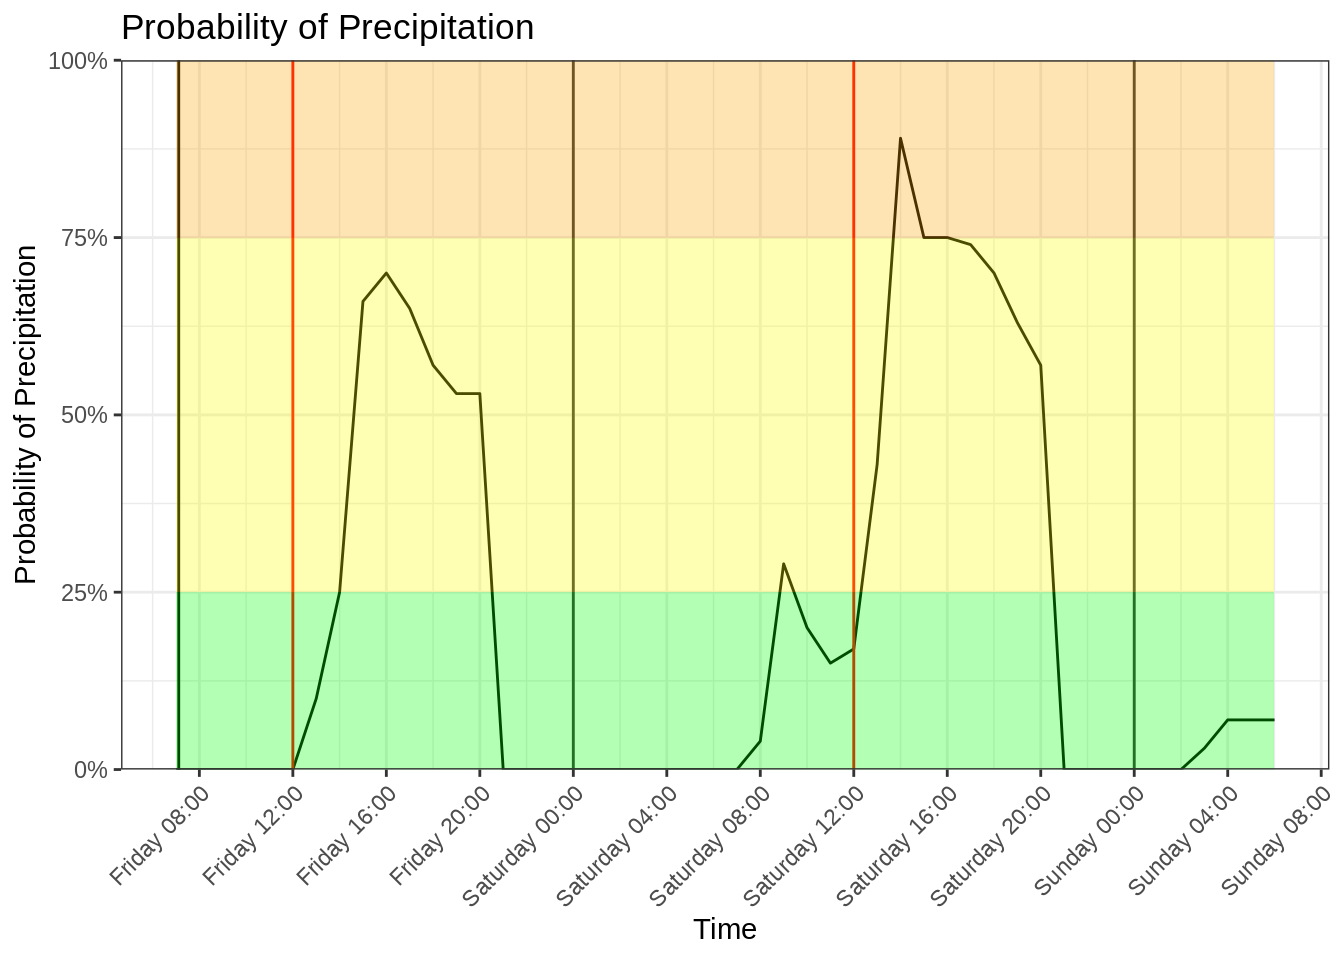 Probability of Precipitation
Probability of Precipitation
100%
75%
50%
25%
0%
Friday 08:00
Friday 12:00
Friday 16:00
Friday 20:00
Saturday 00:00
Saturday 04:00
Saturday 08:00
Saturday 12:00
Saturday 16:00
Saturday 20:00
Sunday 00:00
Sunday 04:00
Sunday 08:00
Time